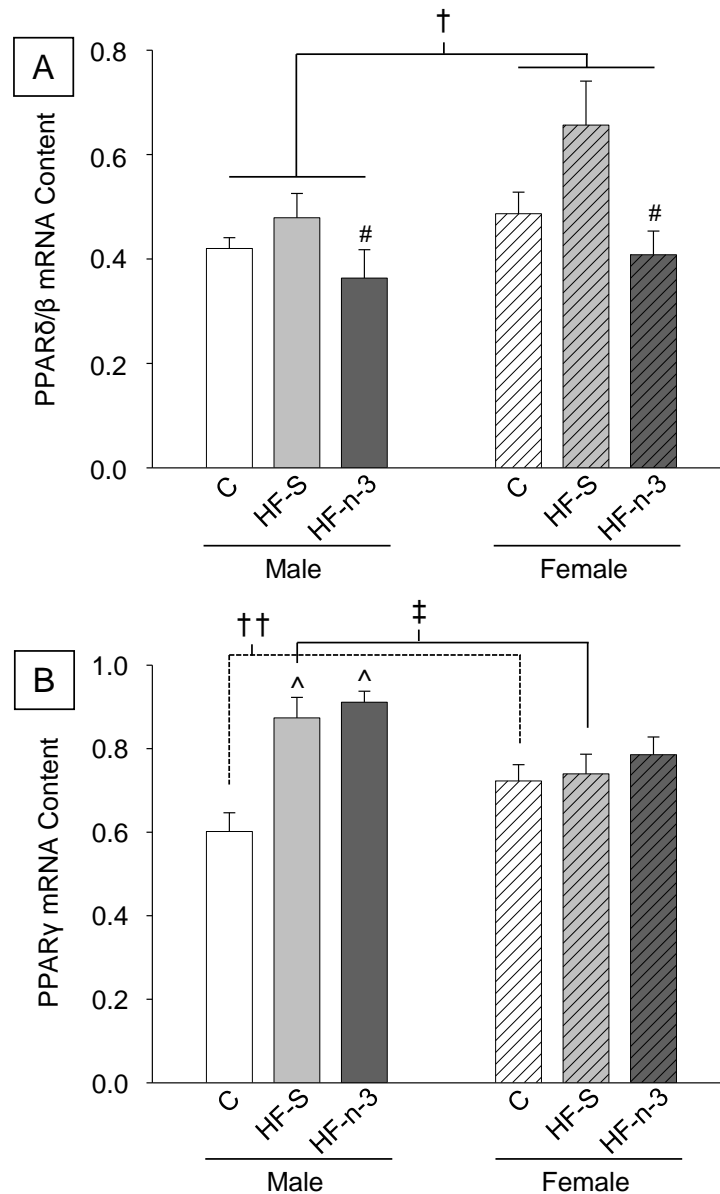 †
A
PPARδ/β mRNA Content
0.8
0.6
0.4
0.2
0.0
#
#
C
HF-S
HF-n-3
C
HF-S
HF-n-3
Male
Female
††
‡
B
PPARγ mRNA Content
1.0
0.8
0.6
0.4
0.2
0.0
^
^
C
HF-S
HF-n-3
C
HF-S
HF-n-3
Male
Female